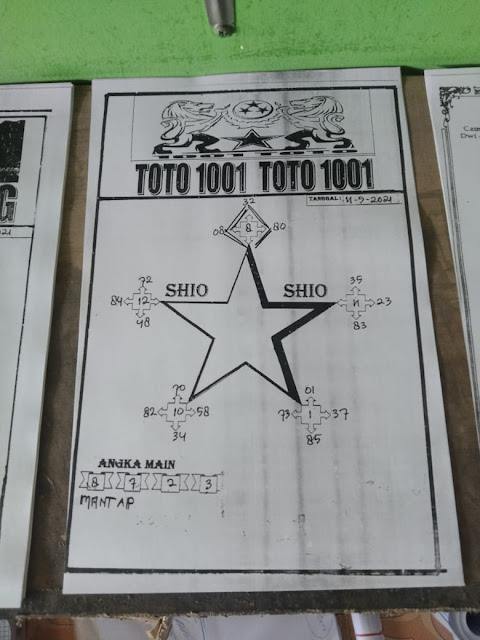 G
2021
TOTO 1001 TOTO 1001
TANGGAL: 11-9-2021
32
08 8 80
72
84 12
48
SHIO SHIO
35
11 23
83
70
82 10 58
34
01
73 1 37
85
ANGKA MAIN
8 7 2 3
MANTAP